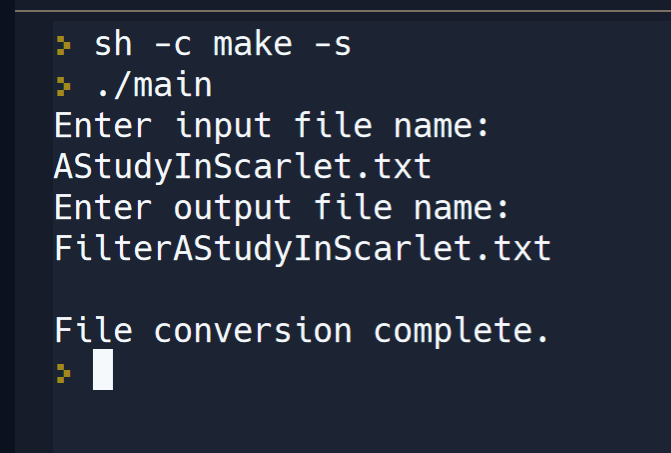 sh -c make -s
./main
Enter input file name:
AStudyInScarlet.txt
Enter output file name:
FilterAStudyInScarlet.txt
File conversion complete.